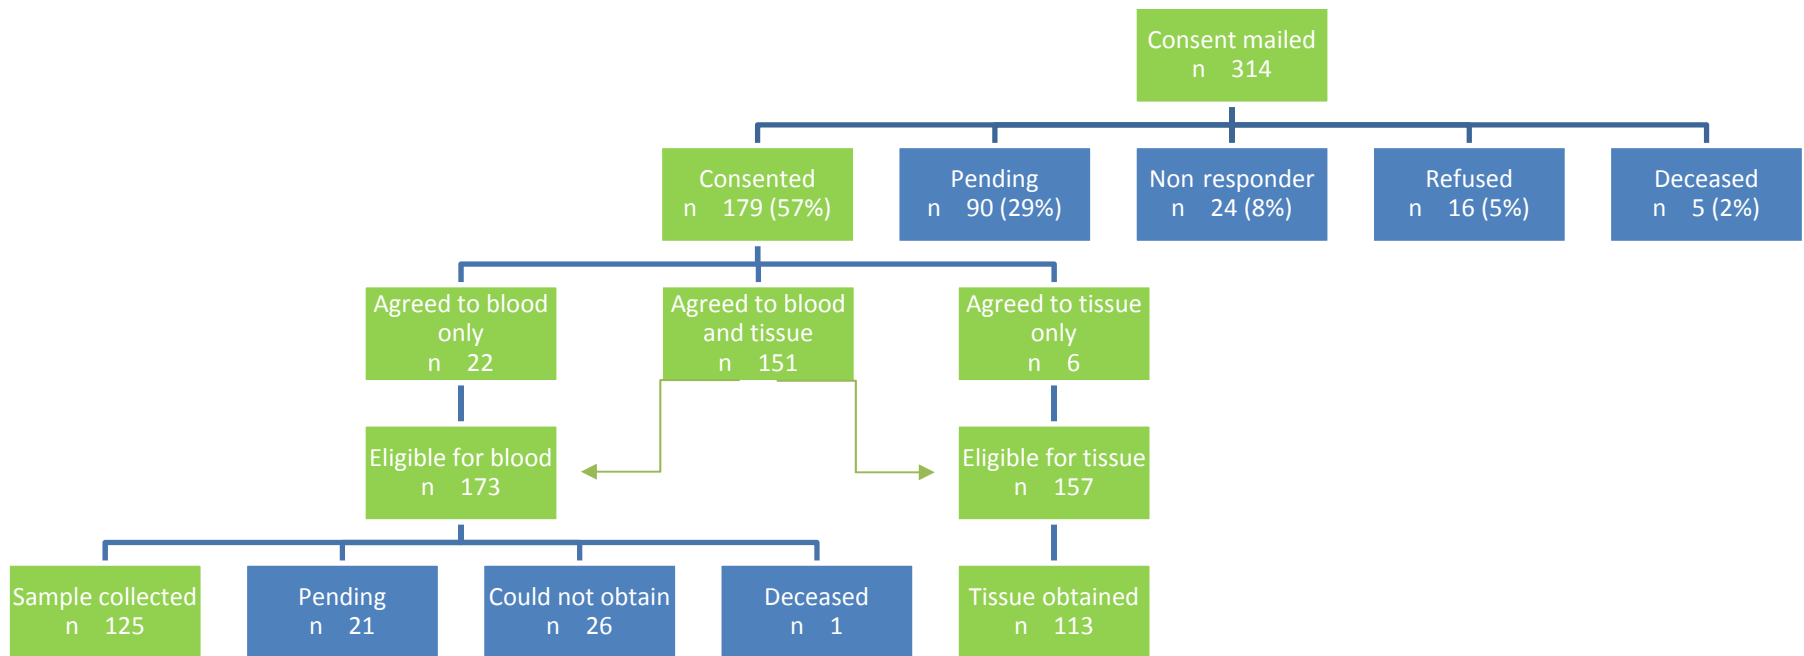 Consent mailed
n 314
Consented
n 179 (57%)
Pending
n 90 (29%)
Non responder
n 24 (8%)
Refused
n 16 (5%)
Deceased
n 5 (2%)
Agreed to blood
only
n 22
Agreed to blood
and tissue
n 151
Agreed to tissue
only
n 6
Eligible for blood
n 173
Eligible for tissue
n 157
Sample collected
n 125
Pending
n 21
Could not obtain
n 26
Deceased
n 1
Tissue obtained
n 113